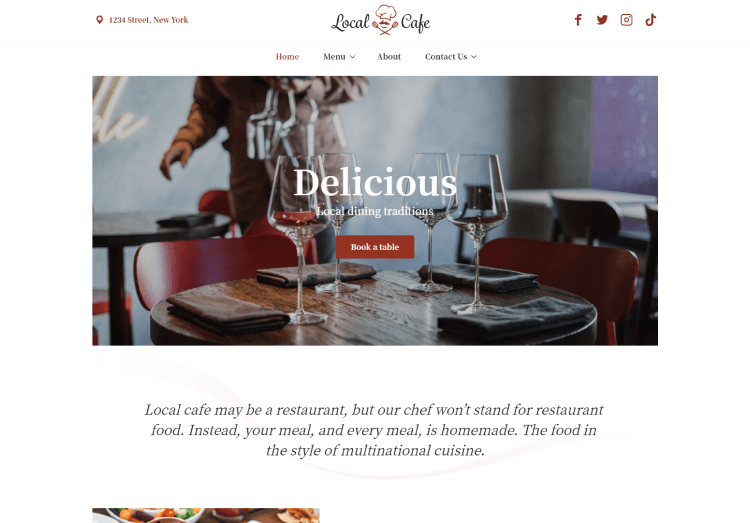 1234 Street, New York
Local Cafe
Home Menu About Contact Us
Delicious
Local dining traditions
Book a table
Local cafe may be a restaurant, but our chef won’t stand for restaurant
food. Instead, your meal, and every meal, is homemade. The food in
the style of multinational cuisine.